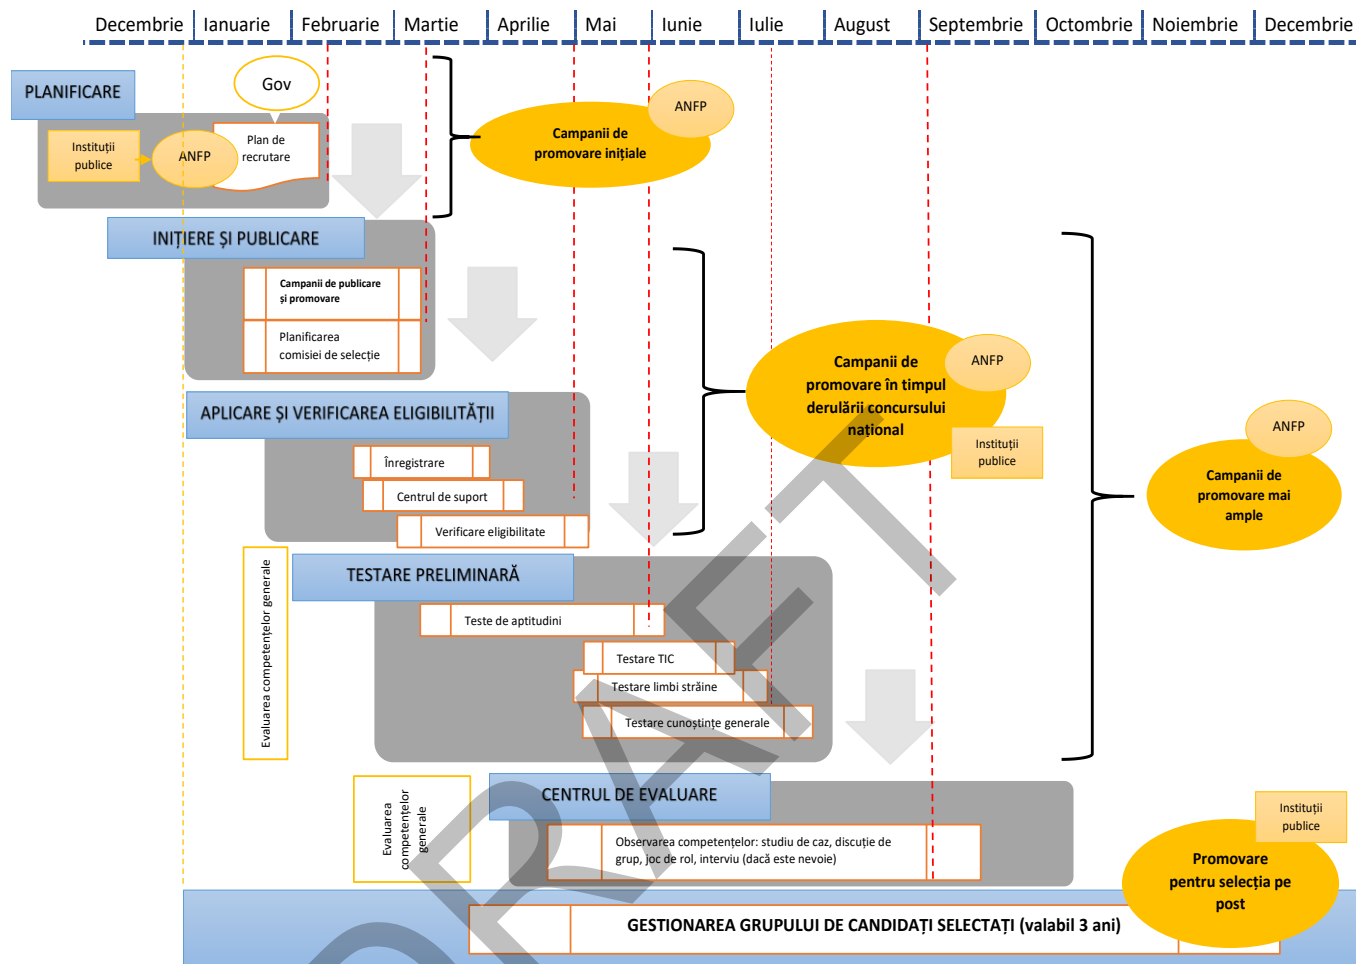 Decembrie
Ianuarie
Februarie
Martie
Aprilie
Mai
Iunie
Iulie
August
Septembrie
Octombrie
Noiembrie
Decembrie
PLANIFICARE
Gov
Instituții
publice
ANFP
Plan de
recrutare
Campanii de
promovare inițiale
ANFP
INIȚIERE ȘI PUBLICARE
Campanii de publicare
și promovare
Planificarea
comisiei de selecție
Campanii de
promovare în timpul
derulării concursului
național
ANFP
Instituții
publice
APLICARE ȘI VERIFICAREA ELIGIBILITĂȚII
Înregistrare
Centrul de suport
Verificare eligibilitate
ANFP
Campanii de
promovare mai
ample
Evaluarea competențelor generale
TESTARE PRELIMINARĂ
Teste de aptitudini
Testare TIC
Testare limbi străine
Testare cunoștințe generale
Evaluarea
competențelor
generale
CENTRUL DE EVALUARE
Observarea competențelor: studiu de caz, discuție de
grup, joc de rol, interviu (dacă este nevoie)
Instituții
publice
Promovare
pentru selecția pe
post
GESTIONAREA GRUPULUI DE CANDIDAȚI SELECTAȚI (valabil 3 ani)
DRAFT